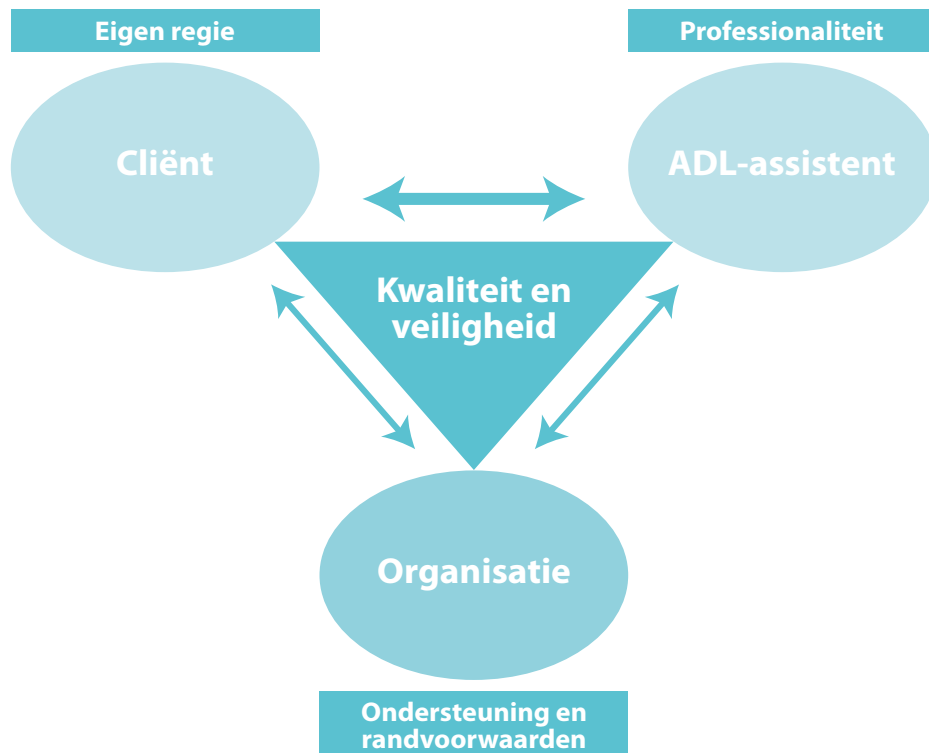 Eigen regie
Professionaliteit
Cliënt
ADL-assistent
Kwaliteit en
veiligheid
Organisatie
Ondersteuning en
randvoorwaarden